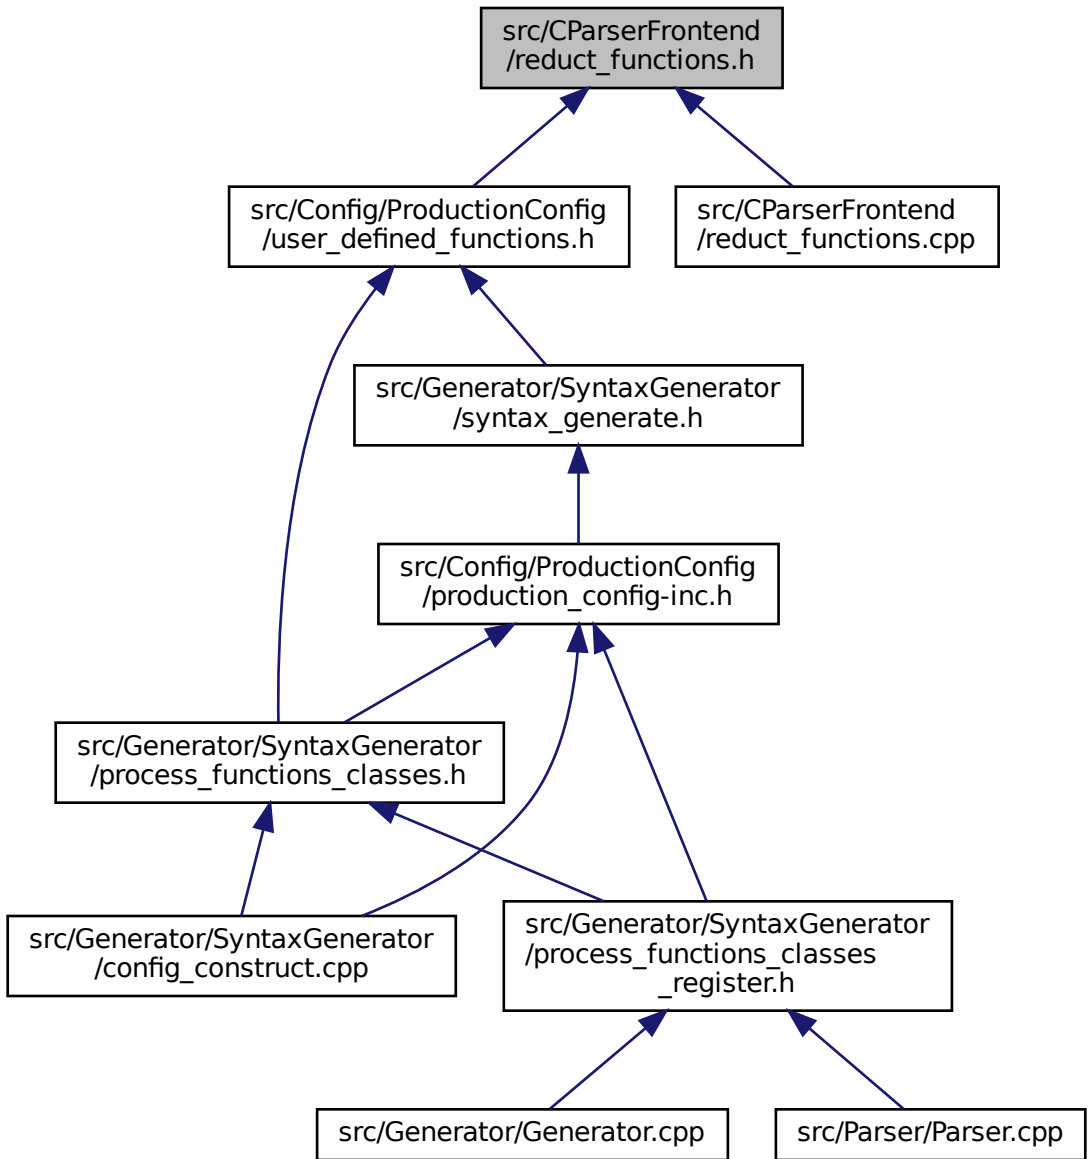 src/CParserFrontend
/reduct_functions.h
src/Config/ProductionConfig
/user_defined_functions.h
src/CParserFrontend
/reduct_functions.cpp
src/Generator/SyntaxGenerator
/syntax_generate.h
src/Config/ProductionConfig
/production_config-inc.h
src/Generator/SyntaxGenerator
/process_functions_classes.h
src/Generator/SyntaxGenerator
/config_construct.cpp
src/Generator/SyntaxGenerator
/process_functions_classes
_register.h
src/Generator/Generator.cpp
src/Parser/Parser.cpp